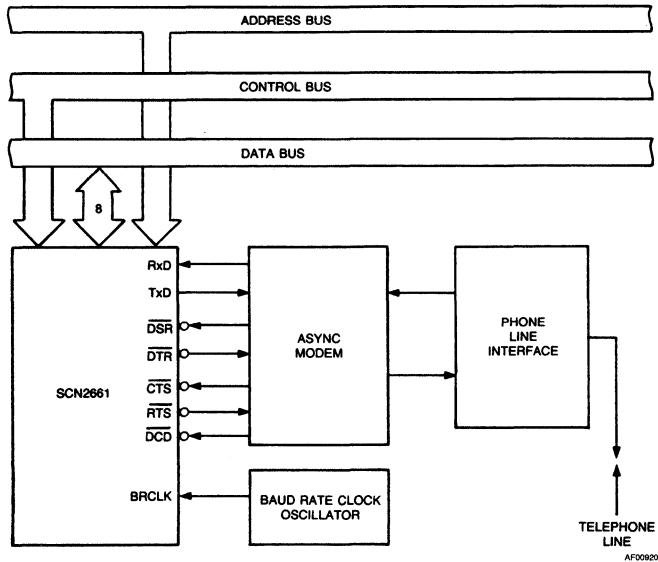 ADDRESS BUS
CONTROL BUS
DATA BUS
8
RxD
TxD
DSR
DTR
CTS
RTS
DCD
BRCLK
SCN2661
ASYNC
MODEM
PHONE
LINE
INTERFACE
BAUD RATE CLOCK
OSCILLATOR
TELEPHONE
LINE
AF00920